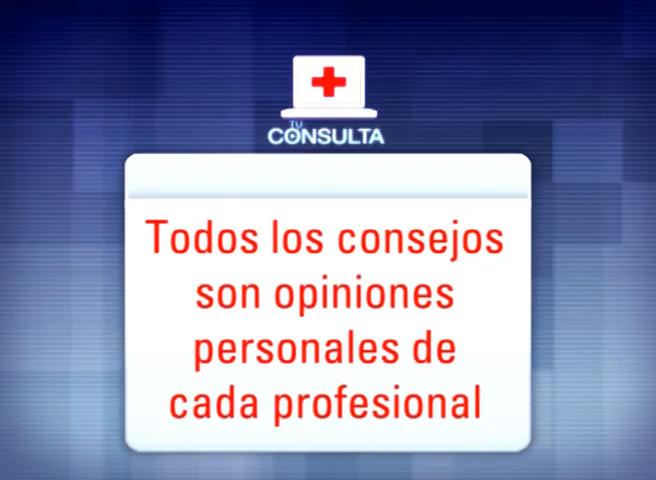 TU
CONSULTA
Todos los consejos
son opiniones
personales de
cada profesional